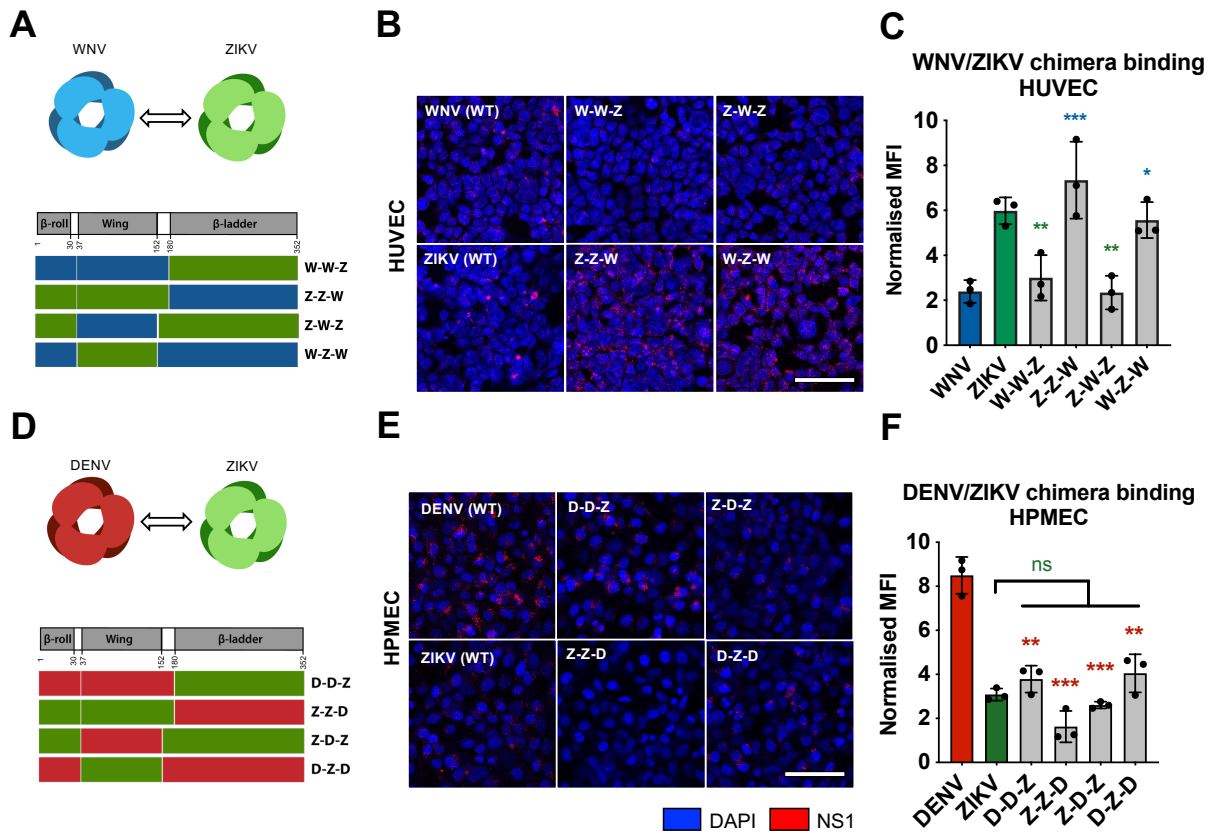 A
WNV
ZIKV
β-roll
Wing
β-ladder
1
30
37
152
180
352
W-W-Z
Z-Z-W
Z-W-Z
W-Z-W
B
HUVEC
WNV (WT)
W-W-Z
Z-W-Z
ZIKV (WT)
Z-Z-W
W-Z-W
C
WNV/ZIKV chimera binding
HUVEC
Normalised MFI
10
8
6
4
2
0
**
***
**
*
WNV
ZIKV
W-W-Z
Z-Z-W
Z-W-Z
W-Z-W
D
DENV
ZIKV
β-roll
Wing
β-ladder
1
30
37
152
180
352
D-D-Z
Z-Z-D
Z-D-Z
D-Z-D
E
HPMEC
DENV (WT)
D-D-Z
Z-D-Z
ZIKV (WT)
Z-Z-D
D-Z-D
DAPI
NS1
F
DENV/ZIKV chimera binding
HPMEC
Normalised MFI
10
8
6
4
2
0
ns
**
***
***
**
DENV
ZIKV
D-D-Z
Z-Z-D
Z-D-Z
D-Z-D